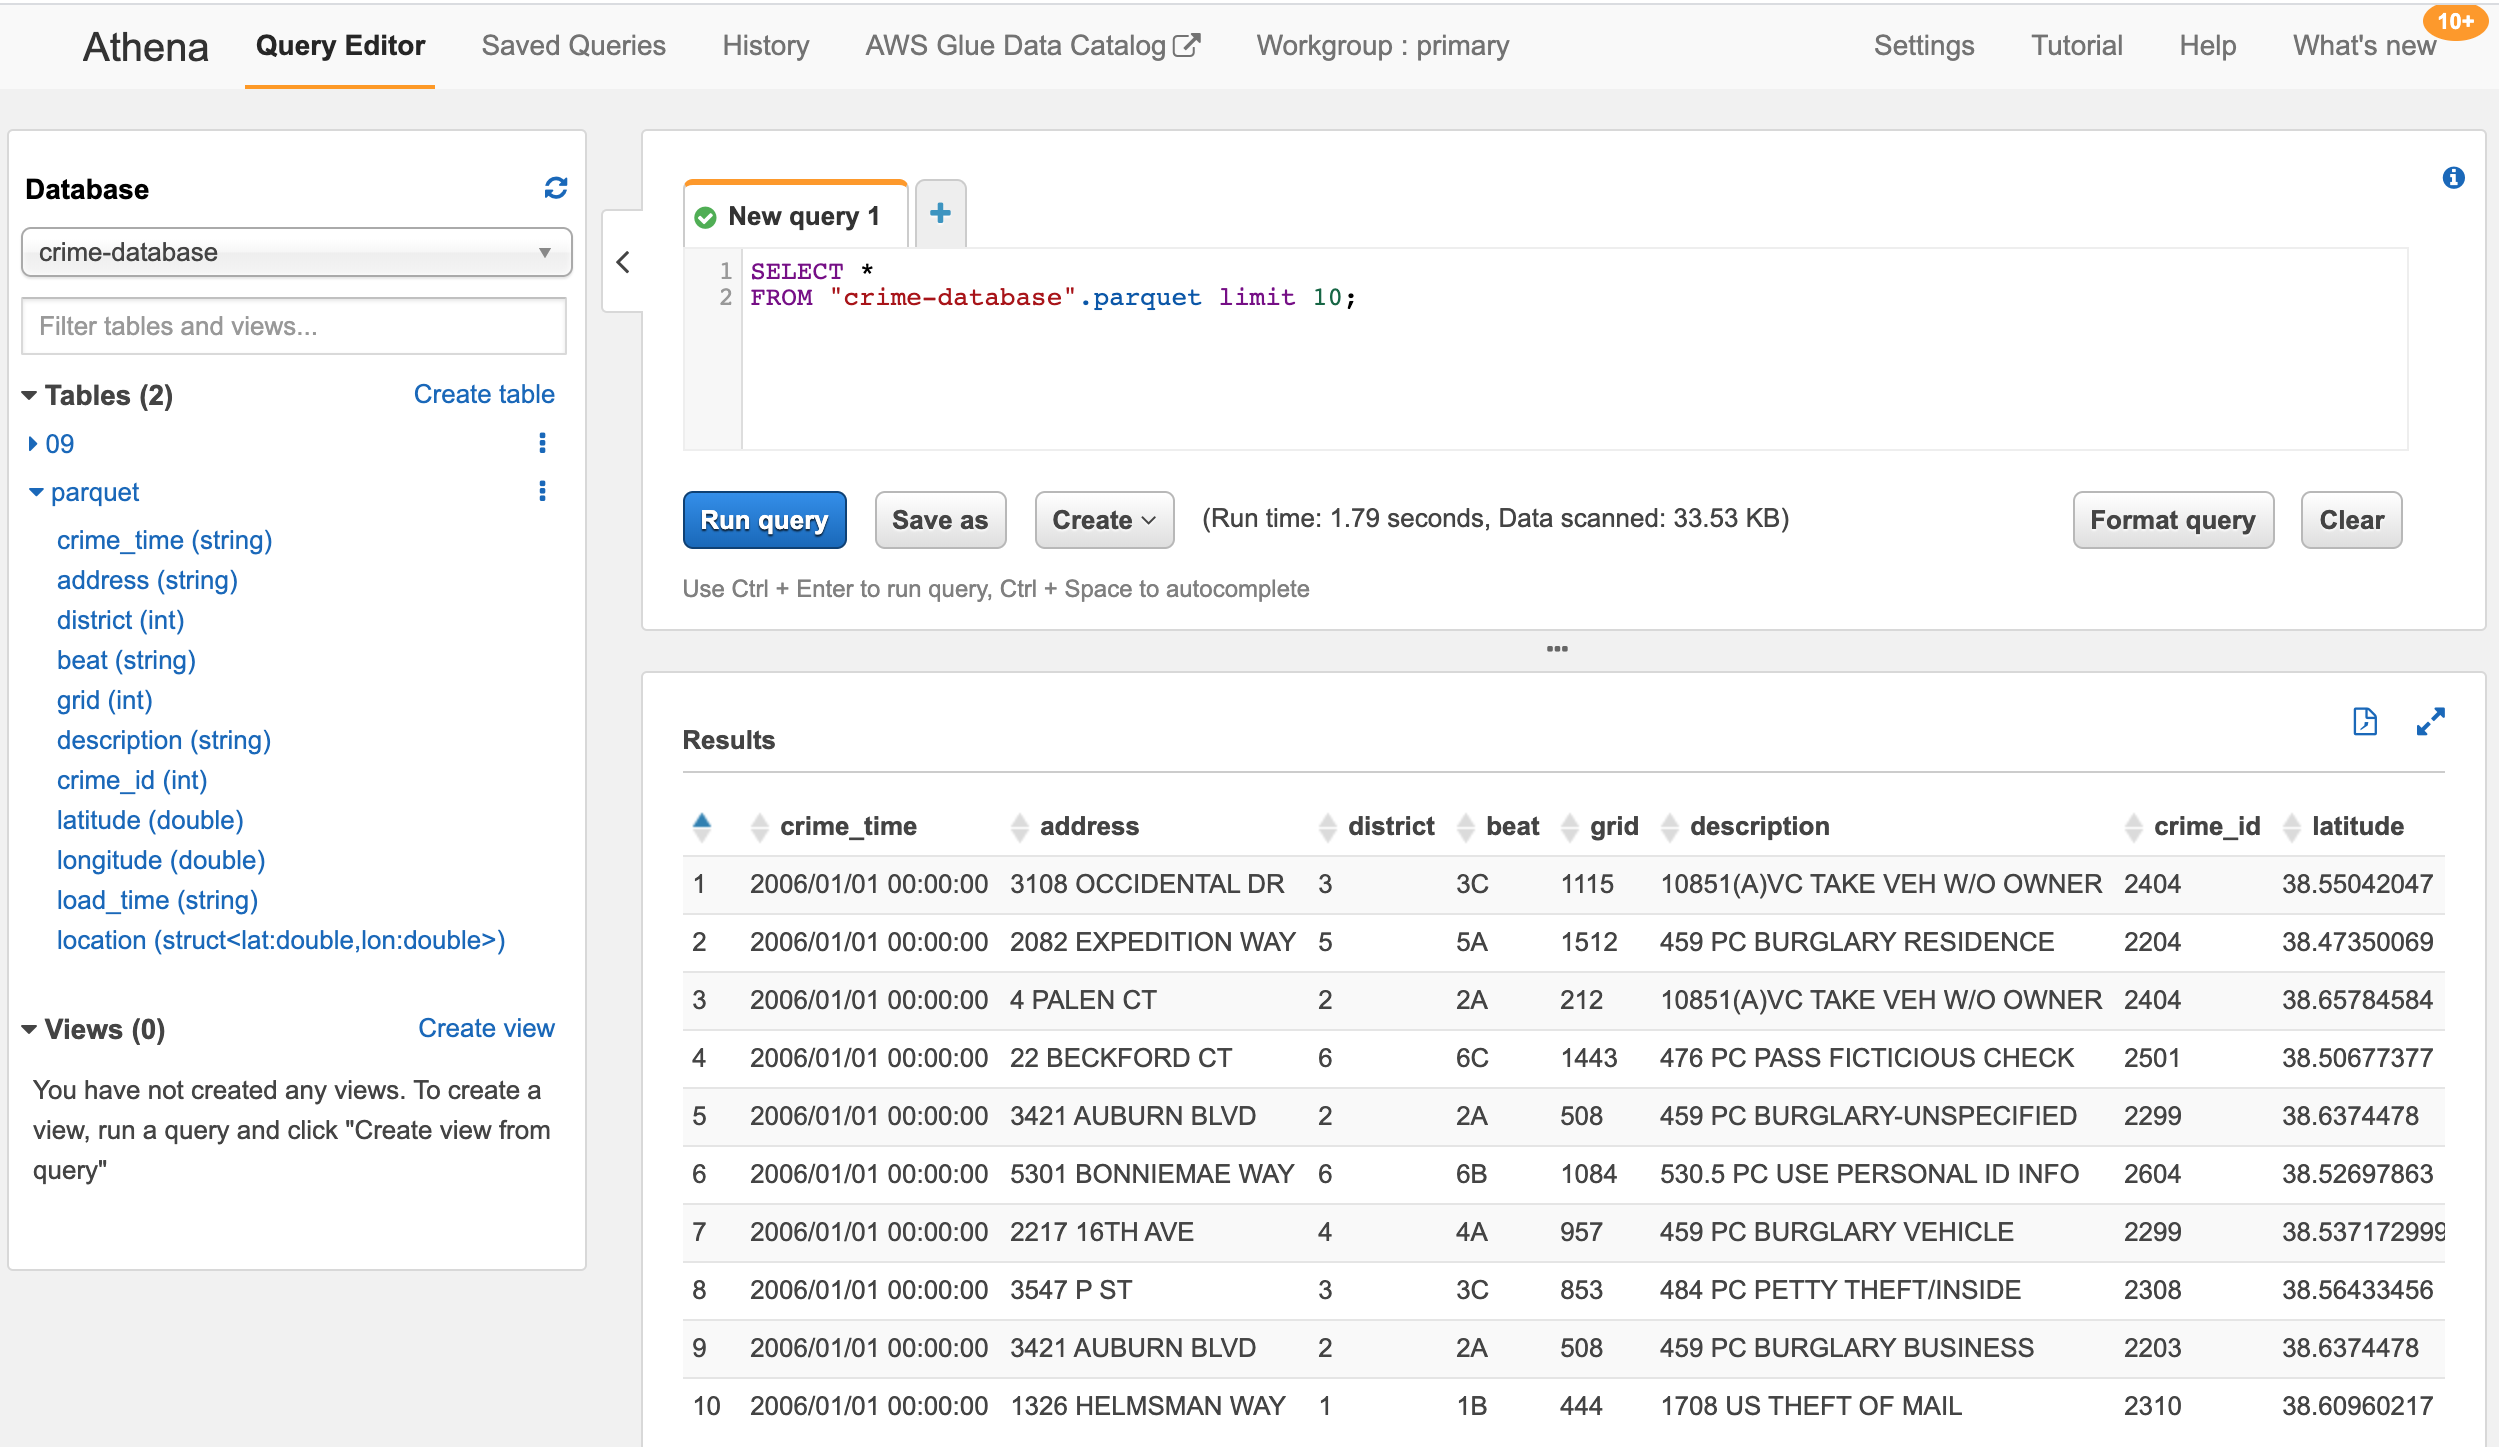 Athena Query Editor Saved Queries History AWS Glue Data Catalog Workgroup : primary Settings Tutorial Help What's new 10+
Database
crime-database
Filter tables and views...
Tables (2) Create table
09
parquet
crime_time (string)
address (string)
district (int)
beat (string)
grid (int)
description (string)
crime_id (int)
latitude (double)
longitude (double)
load_time (string)
location (struct<lat:double,lon:double>)
Views (0) Create view
You have not created any views. To create a
view, run a query and click "Create view from
query"
New query 1
1 SELECT *
2 FROM "crime-database".parquet limit 10;
Run query Save as Create (Run time: 1.79 seconds, Data scanned: 33.53 KB) Format query Clear
Use Ctrl + Enter to run query, Ctrl + Space to autocomplete
Results
crime_time address district beat grid description crime_id latitude
1 2006/01/01 00:00:00 3108 OCCIDENTAL DR 3 3C 1115 10851(A)VC TAKE VEH W/O OWNER 2404 38.55042047
2 2006/01/01 00:00:00 2082 EXPEDITION WAY 5 5A 1512 459 PC BURGLARY RESIDENCE 2204 38.47350069
3 2006/01/01 00:00:00 4 PALEN CT 2 2A 212 10851(A)VC TAKE VEH W/O OWNER 2404 38.65784584
4 2006/01/01 00:00:00 22 BECKFORD CT 6 6C 1443 476 PC PASS FICTICIOUS CHECK 2501 38.50677377
5 2006/01/01 00:00:00 3421 AUBURN BLVD 2 2A 508 459 PC BURGLARY-UNSPECIFIED 2299 38.6374478
6 2006/01/01 00:00:00 5301 BONNIEMAE WAY 6 6B 1084 530.5 PC USE PERSONAL ID INFO 2604 38.52697863
7 2006/01/01 00:00:00 2217 16TH AVE 4 4A 957 459 PC BURGLARY VEHICLE 2299 38.537172999
8 2006/01/01 00:00:00 3547 P ST 3 3C 853 484 PC PETTY THEFT/INSIDE 2308 38.56433456
9 2006/01/01 00:00:00 3421 AUBURN BLVD 2 2A 508 459 PC BURGLARY BUSINESS 2203 38.6374478
10 2006/01/01 00:00:00 1326 HELMSMAN WAY 1 1B 444 1708 US THEFT OF MAIL 2310 38.60960217